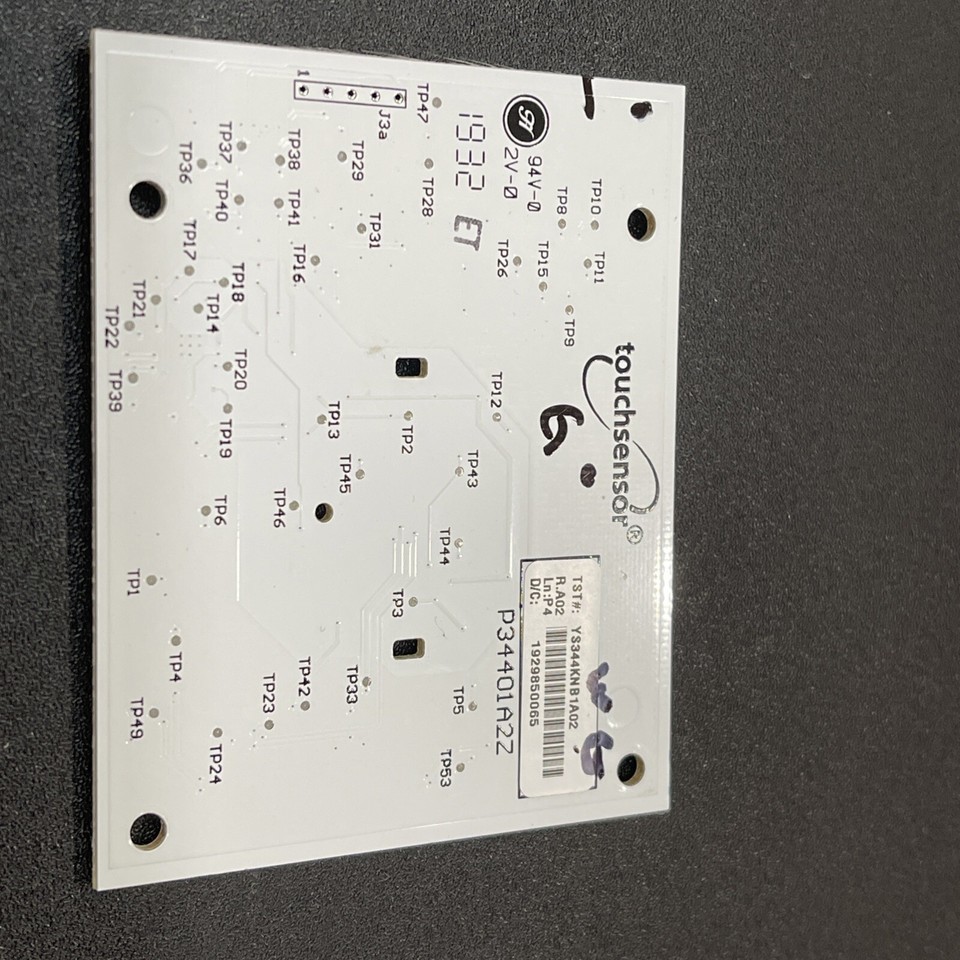 1
J3a
TP47
1932 ET
94V-0
2V-0
TP8
TP10
TP37
TP36
TP38
TP29
TP28
TP40
TP41
TP31
TP17
TP16
TP26
TP15
TP11
TP9
TP21
TP18
TP14
TP22
TP20
TP39
TP12
TP19
TP13
TP2
TP45
TP43
touchsensor®
6
TP6
TP46
TP44
TP1
TP3
P34401A2Z
TST#: YS344KNB1A02
R.A02
Ln:P4
D/C: 1929850065
TP4
TP42
TP33
TP5
TP23
TP49
TP24
TP53